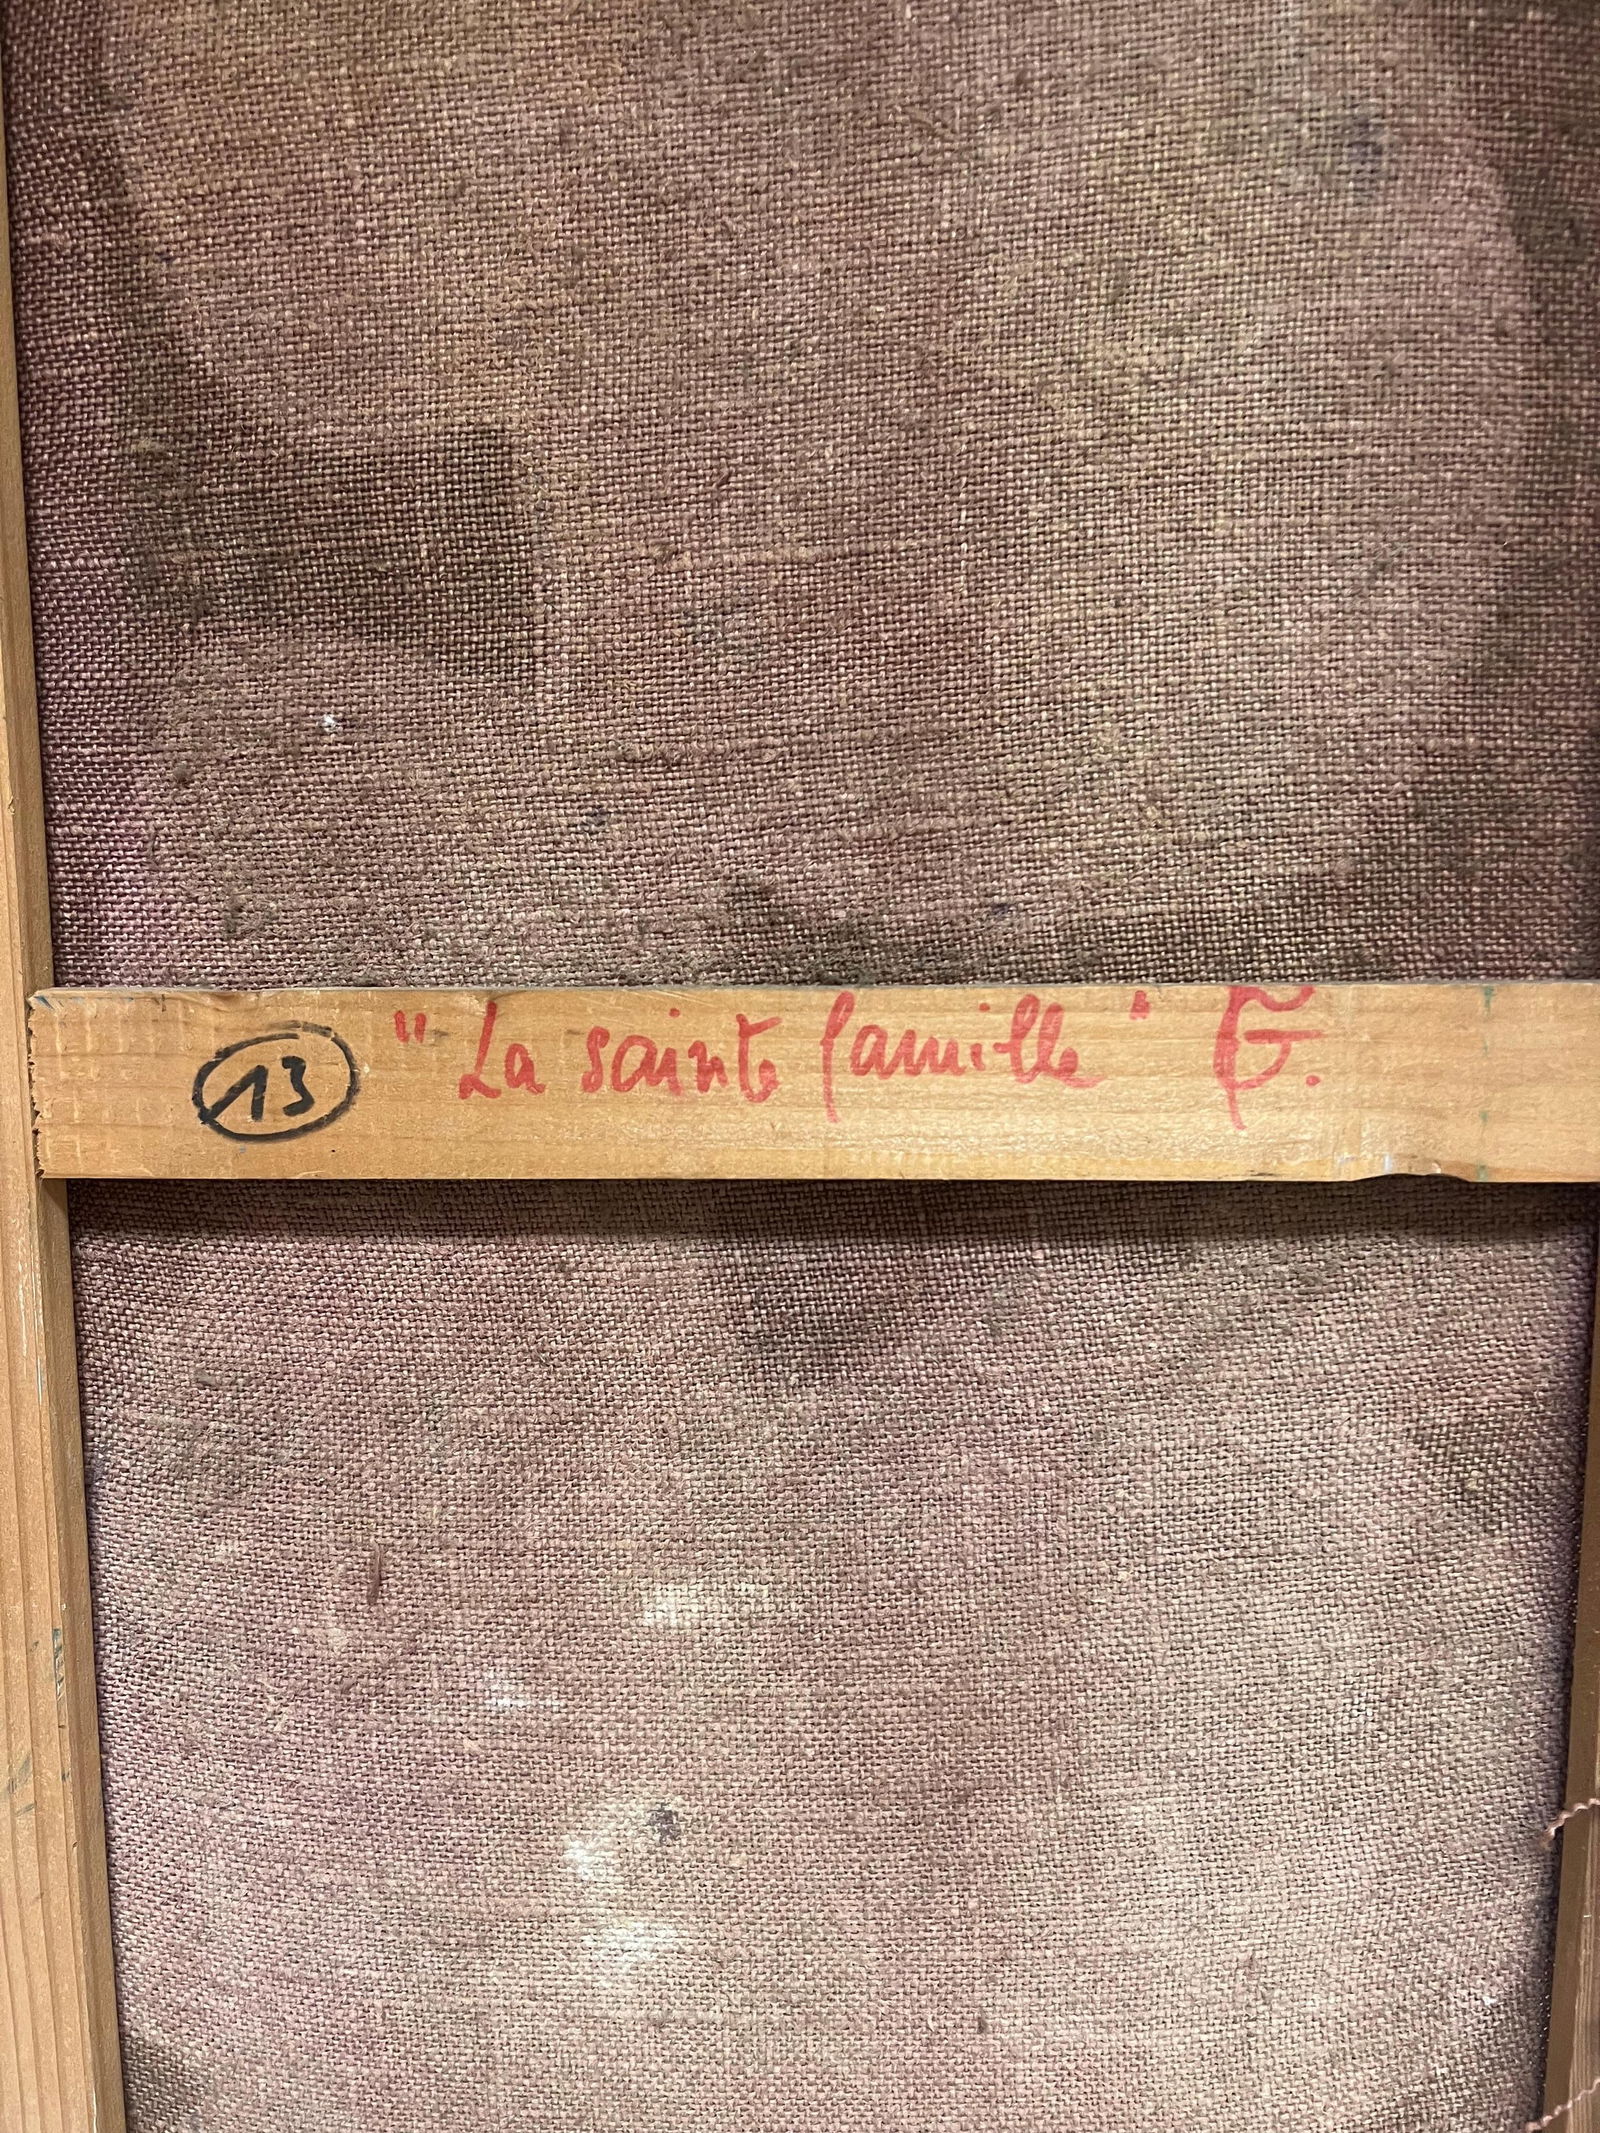 13 "La sainte famille" G.